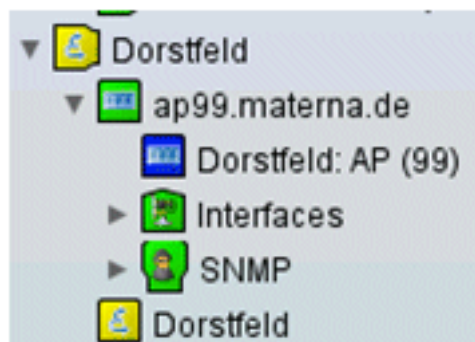 Dorstfeld
ap99.materna.de
Dorstfeld: AP (99)
Interfaces
SNMP
Dorstfeld